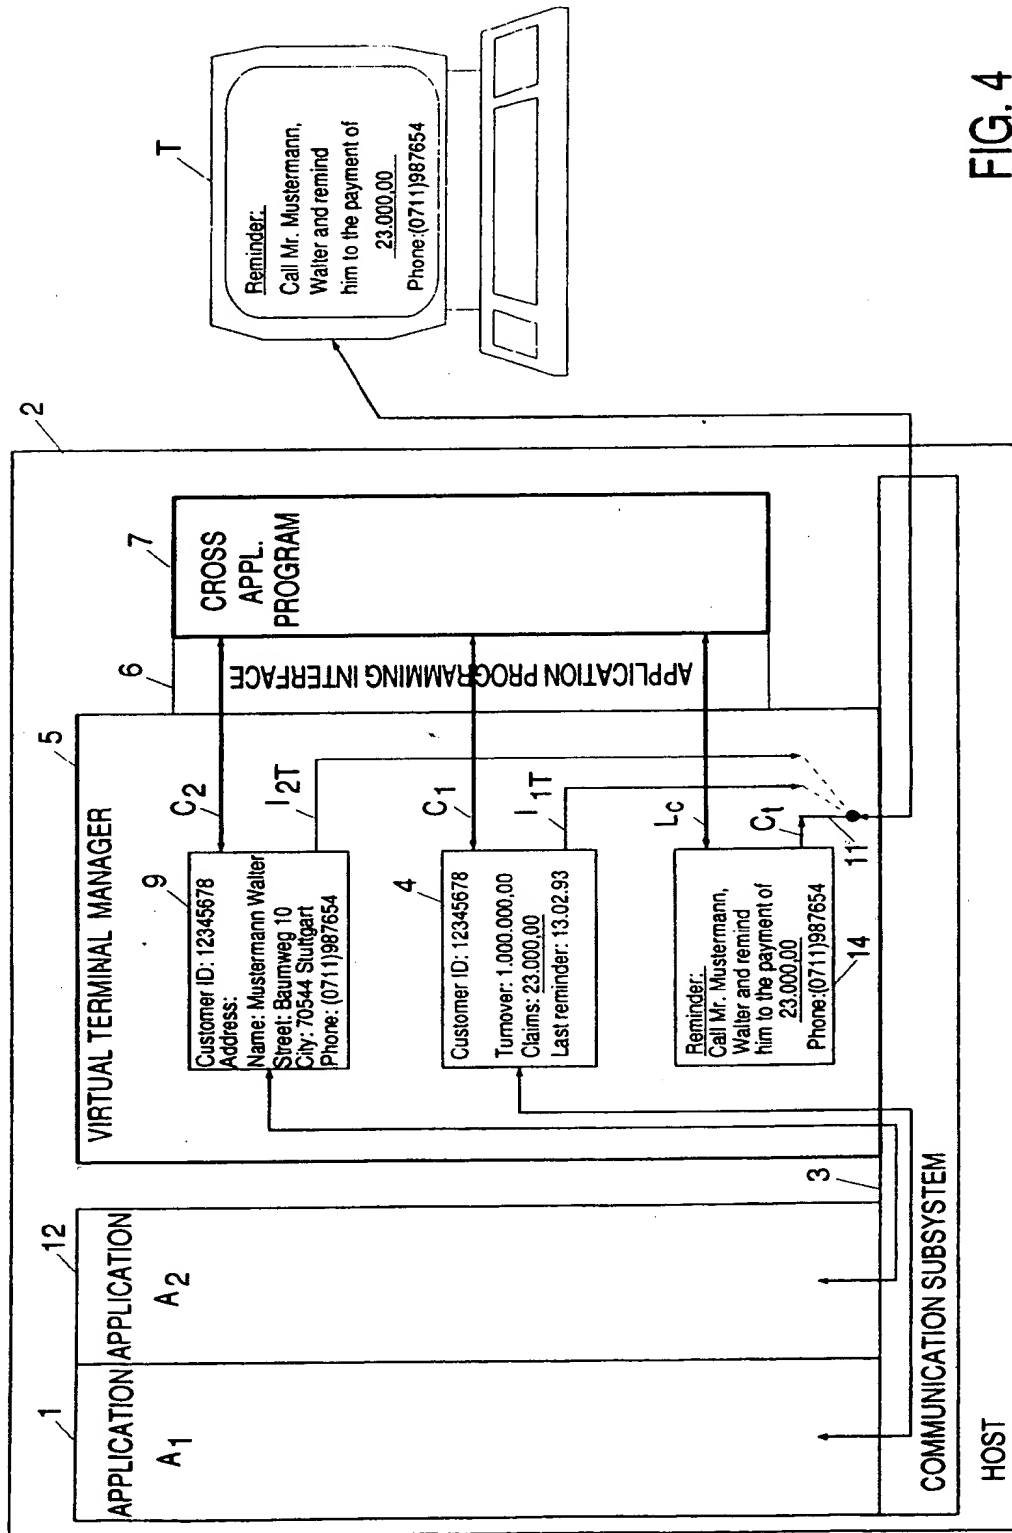 FIG. 4
T
Reminder:
Call Mr. Mustermann,
Walter and remind
him to the payment of
23.000,00
Phone:(0711)987654
2
HOST
1
APPLICATION
A1
12
APPLICATION
A2
5
VIRTUAL TERMINAL MANAGER
9
Customer ID: 12345678
Address:
Name: Mustermann Walter
Street: Baumweg 10
City: 70544 Stuttgart
Phone: (0711)987654
C2
I2T
4
Customer ID: 12345678
Turnover: 1.000.000,00
Claims: 23.000,00
Last reminder: 13.02.93
C1
I1T
Reminder:
Call Mr. Mustermann,
Walter and remind
him to the payment of
23.000,00
Phone:(0711)987654
14
Lc
Ct
11
6
APPLICATION PROGRAMMING INTERFACE
7
CROSS
APPL.
PROGRAM
3
COMMUNICATION SUBSYSTEM